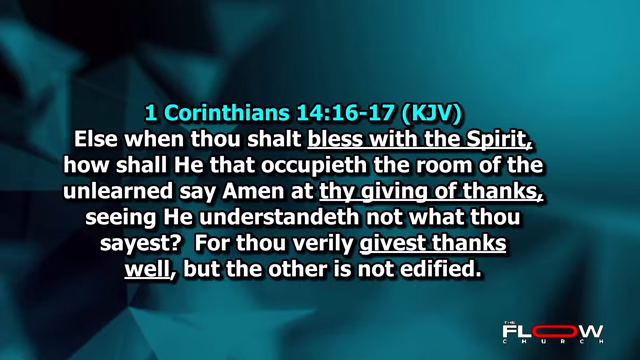 1 Corinthians 14:16-17 (KJV)
Else when thou shalt bless with the Spirit,
how shall He that occupieth the room of the
unlearned say Amen at thy giving of thanks,
seeing He understandeth not what thou
sayest?  For thou verily givest thanks
well, but the other is not edified.
THE
FLOW
CHURCH